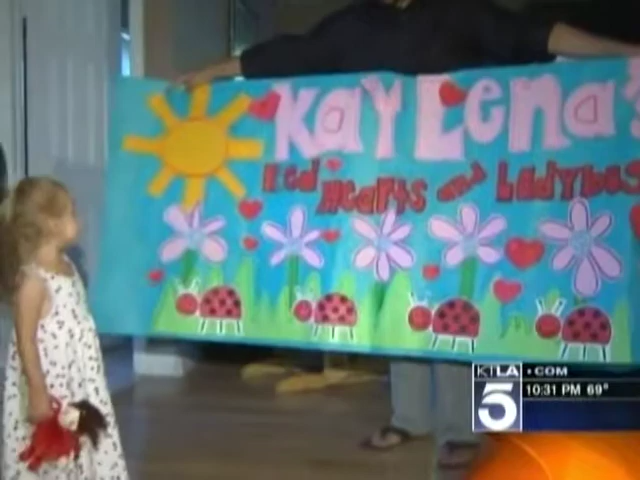 KayLena's
Red Hearts and Ladybugs
KTLA .COM
5 10:31 PM 69°